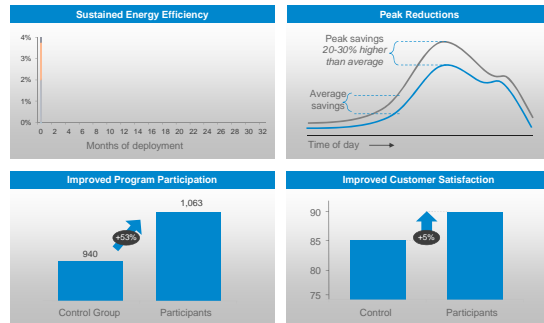 Sustained Energy Efficiency
4%
3%
2%
1%
0%
0 2 4 6 8 10 12 14 16 18 20 22 24 26 28 30 32
Months of deployment
Peak Reductions
Peak savings
20-30% higher
than average
Average
savings
Time of day
Improved Program Participation
1,063
+53%
940
Control Group Participants
Improved Customer Satisfaction
90
+5%
85
80
75
Control Participants